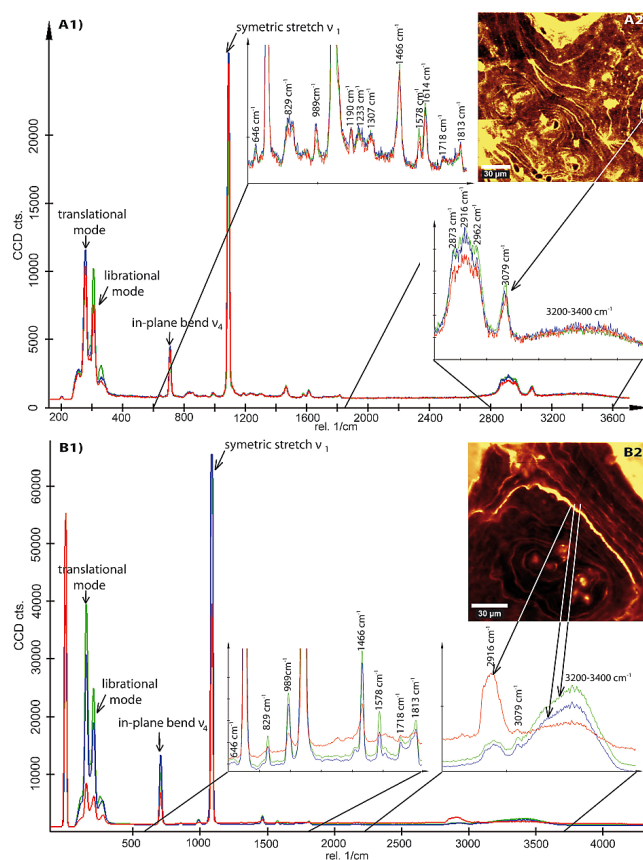 A1)
symetric stretch ν1
646 cm-1
829 cm-1
989cm-1
1190 cm-1
1233 cm-1
1307 cm-1
1466 cm-1
1578 cm-1
1614 cm-1
1718 cm-1
1813 cm-1
A2
30 µm
CCD cts.
20000
15000
10000
5000
0
translational
mode
librational
mode
in-plane bend ν4
2873 cm-1
2916 cm-1
2962 cm-1
3079 cm-1
3200-3400 cm-1
200
400
800
1200
1600
2000
2400
2800
3200
3600
rel. 1/cm
B1)
symetric stretch ν1
B2
30 µm
CCD cts.
60000
50000
40000
30000
20000
10000
translational
mode
librational
mode
in-plane bend ν4
646 cm-1
829 cm-1
989cm-1
1466 cm-1
1578 cm-1
1718 cm-1
1813 cm-1
2916 cm-1
3079 cm-1
3200-3400 cm-1
500
1000
1500
2000
2500
3000
3500
4000
rel. 1/cm